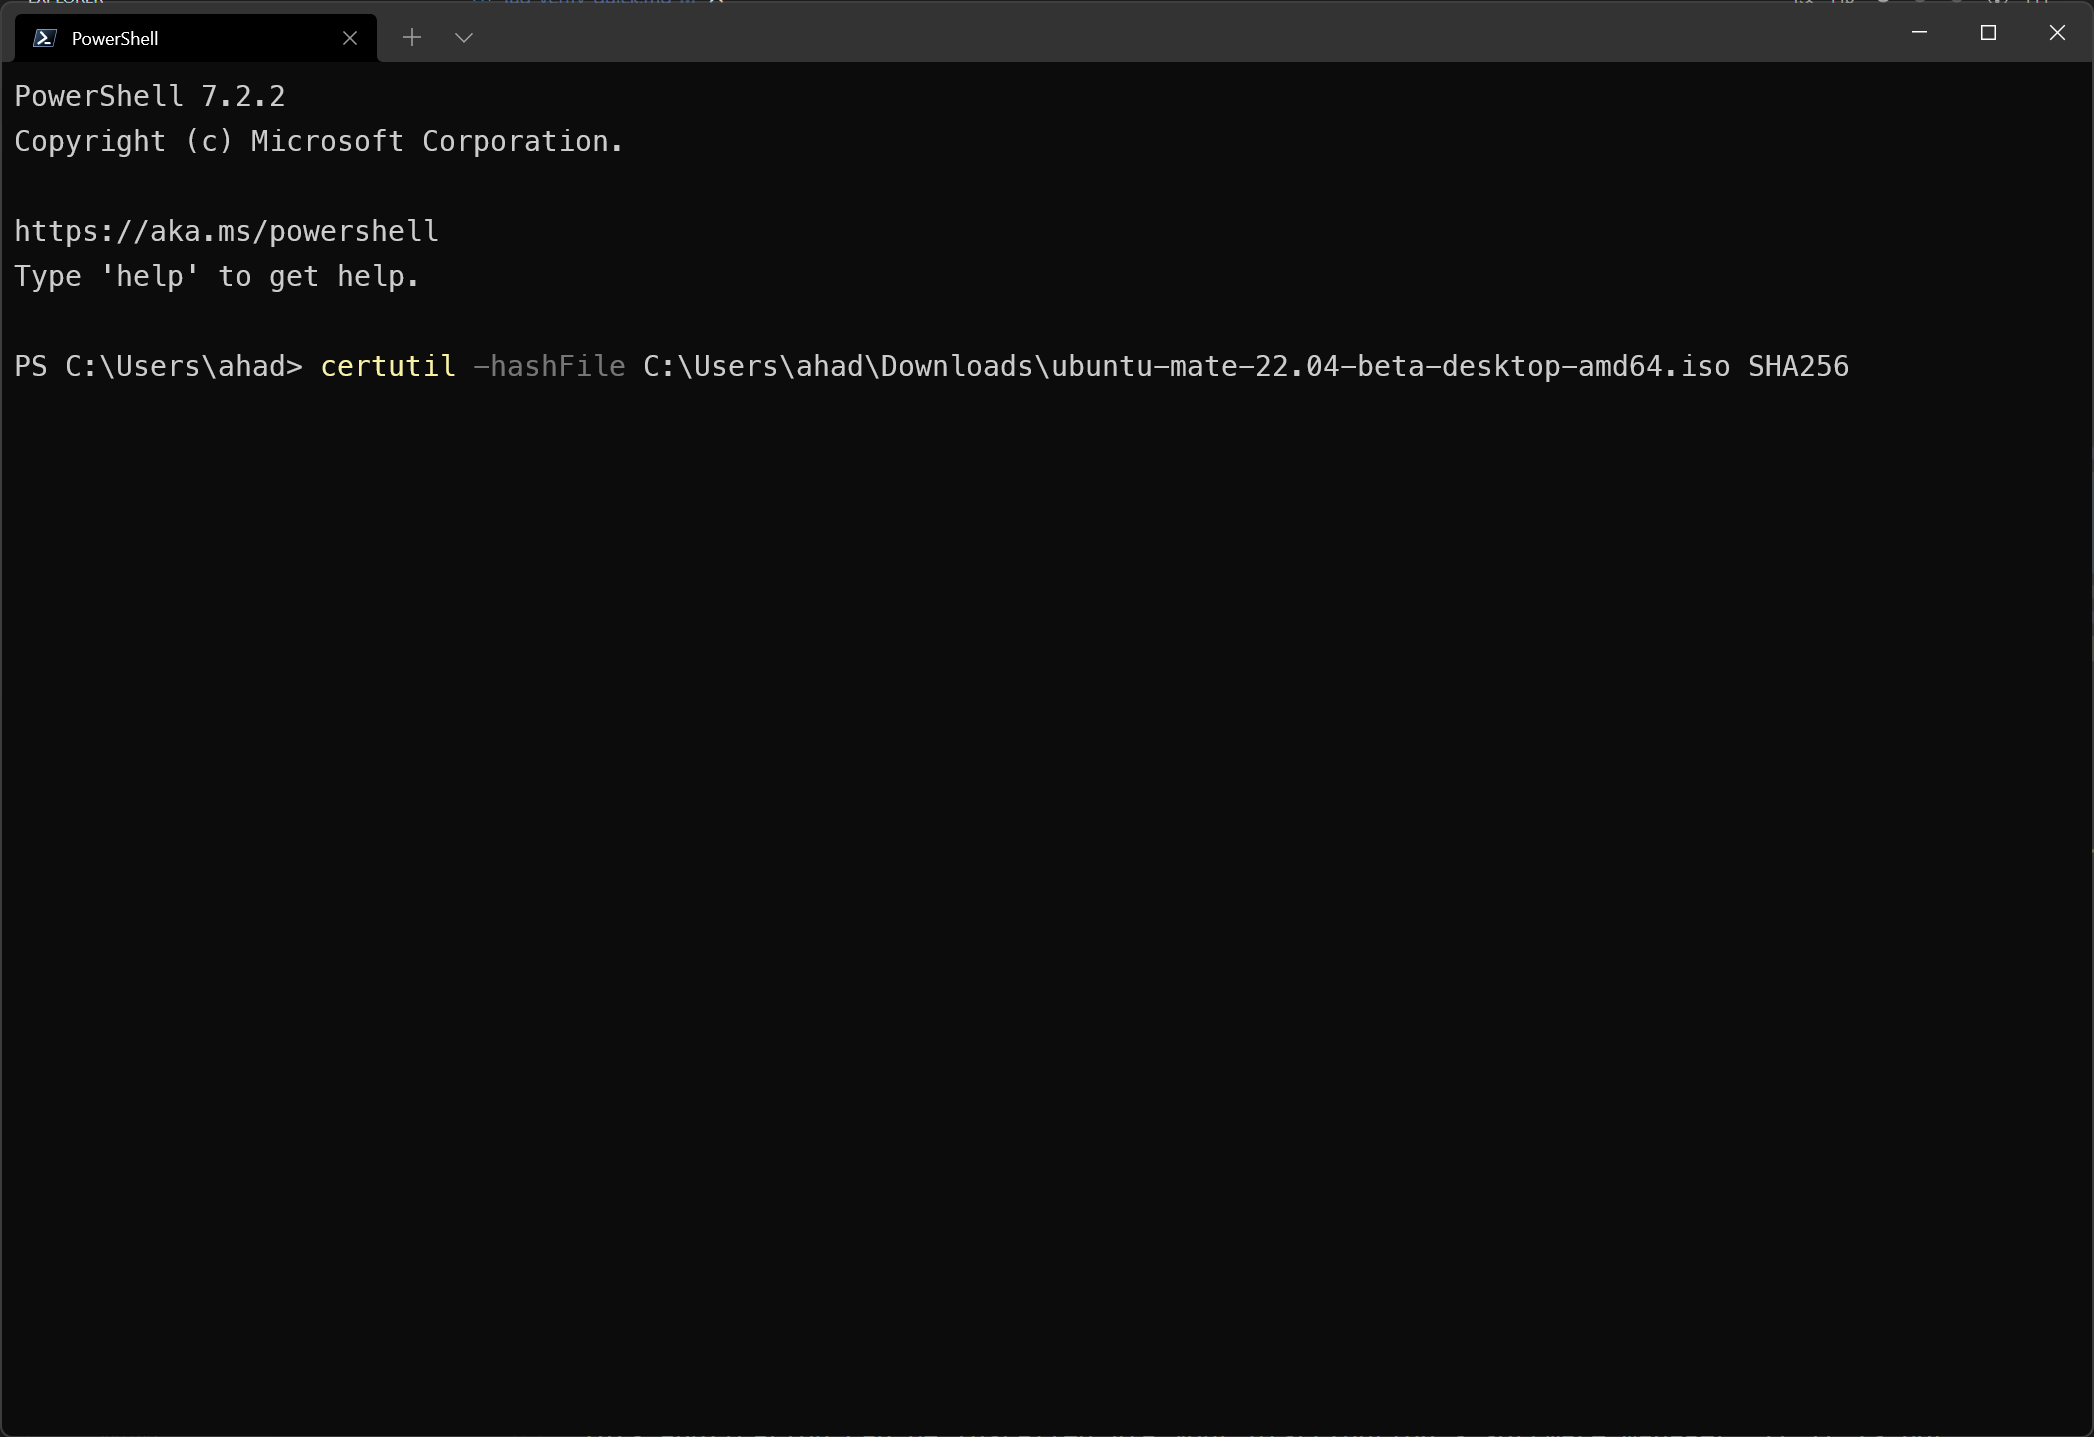 PowerShell
PowerShell 7.2.2
Copyright (c) Microsoft Corporation.
https://aka.ms/powershell
Type 'help' to get help.
PS C:\Users\ahad> certutil -hashFile C:\Users\ahad\Downloads\ubuntu-mate-22.04-beta-desktop-amd64.iso SHA256